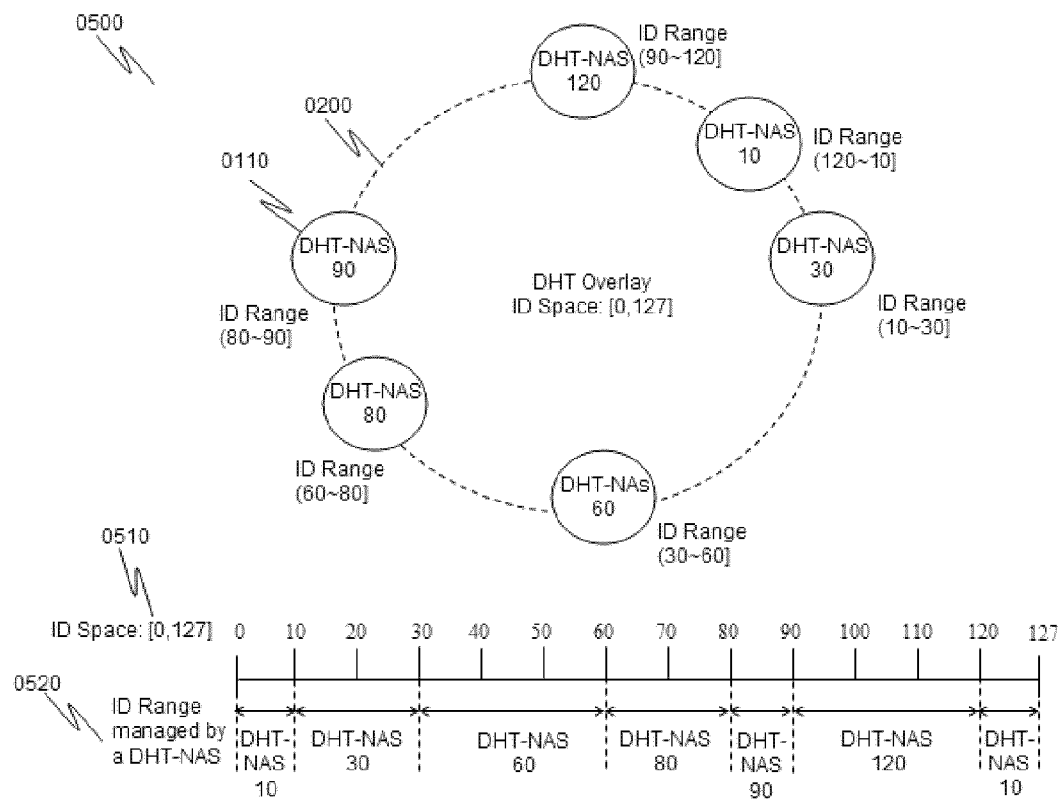 0500
DHT-NAS
120
ID Range
(90~120]
0200
DHT-NAS
10
ID Range
(120~10]
0110
DHT-NAS
90
DHT-NAS
30
DHT Overlay
ID Space: [0,127]
ID Range
(80~90]
ID Range
(10~30]
DHT-NAS
80
ID Range
(60~80]
DHT-NAs
60
ID Range
(30~60]
0510
ID Space: [0,127] 0 10 20 30 40 50 60 70 80 90 100 110 120 127
0520
ID Range
managed by
a DHT-NAS
DHT-
NAS
10
DHT-NAS
30
DHT-NAS
60
DHT-NAS
80
DHT-
NAS
90
DHT-NAS
120
DHT-
NAS
10